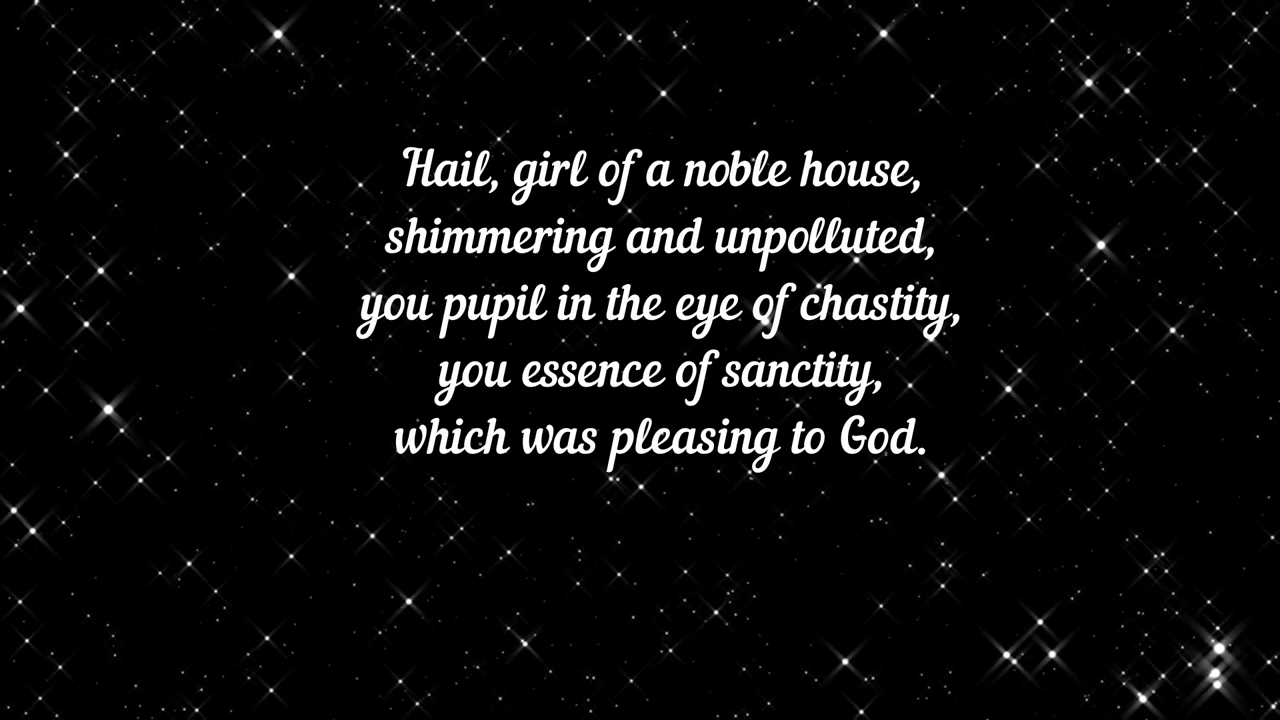 Hail, girl of a noble house,
shimmering and unpolluted,
you pupil in the eye of chastity,
you essence of sanctity,
which was pleasing to God.